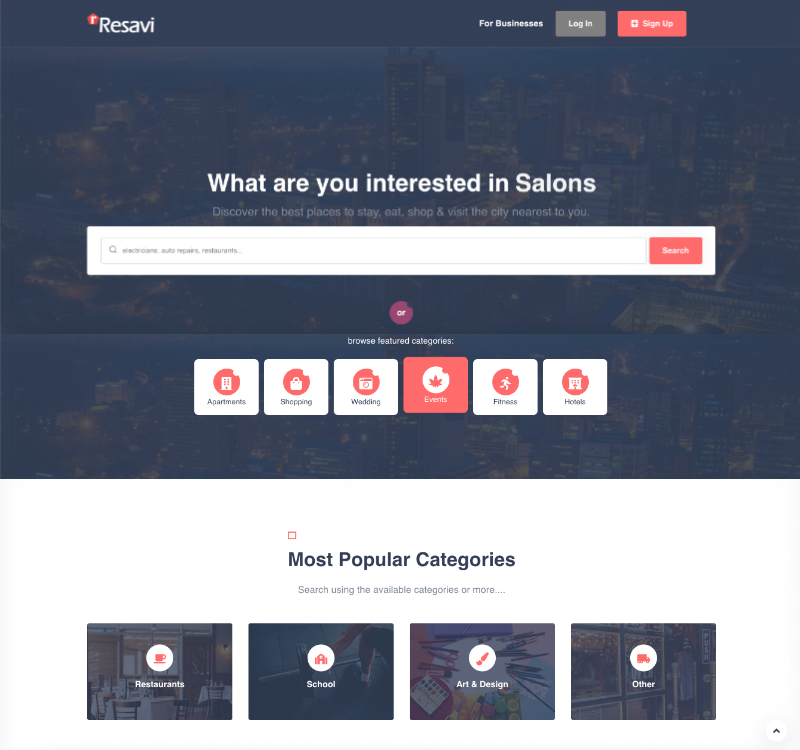 Resavi
For Businesses
Log In
Sign Up
What are you interested in Salons
Discover the best places to stay, eat, shop & visit the city nearest to you.
electricians, auto repairs, restaurants...
Search
or
browse featured categories:
Apartments
Shopping
Wedding
Events
Fitness
Hotels
Most Popular Categories
Search using the available categories or more....
Restaurants
School
Art & Design
Other
PUSH